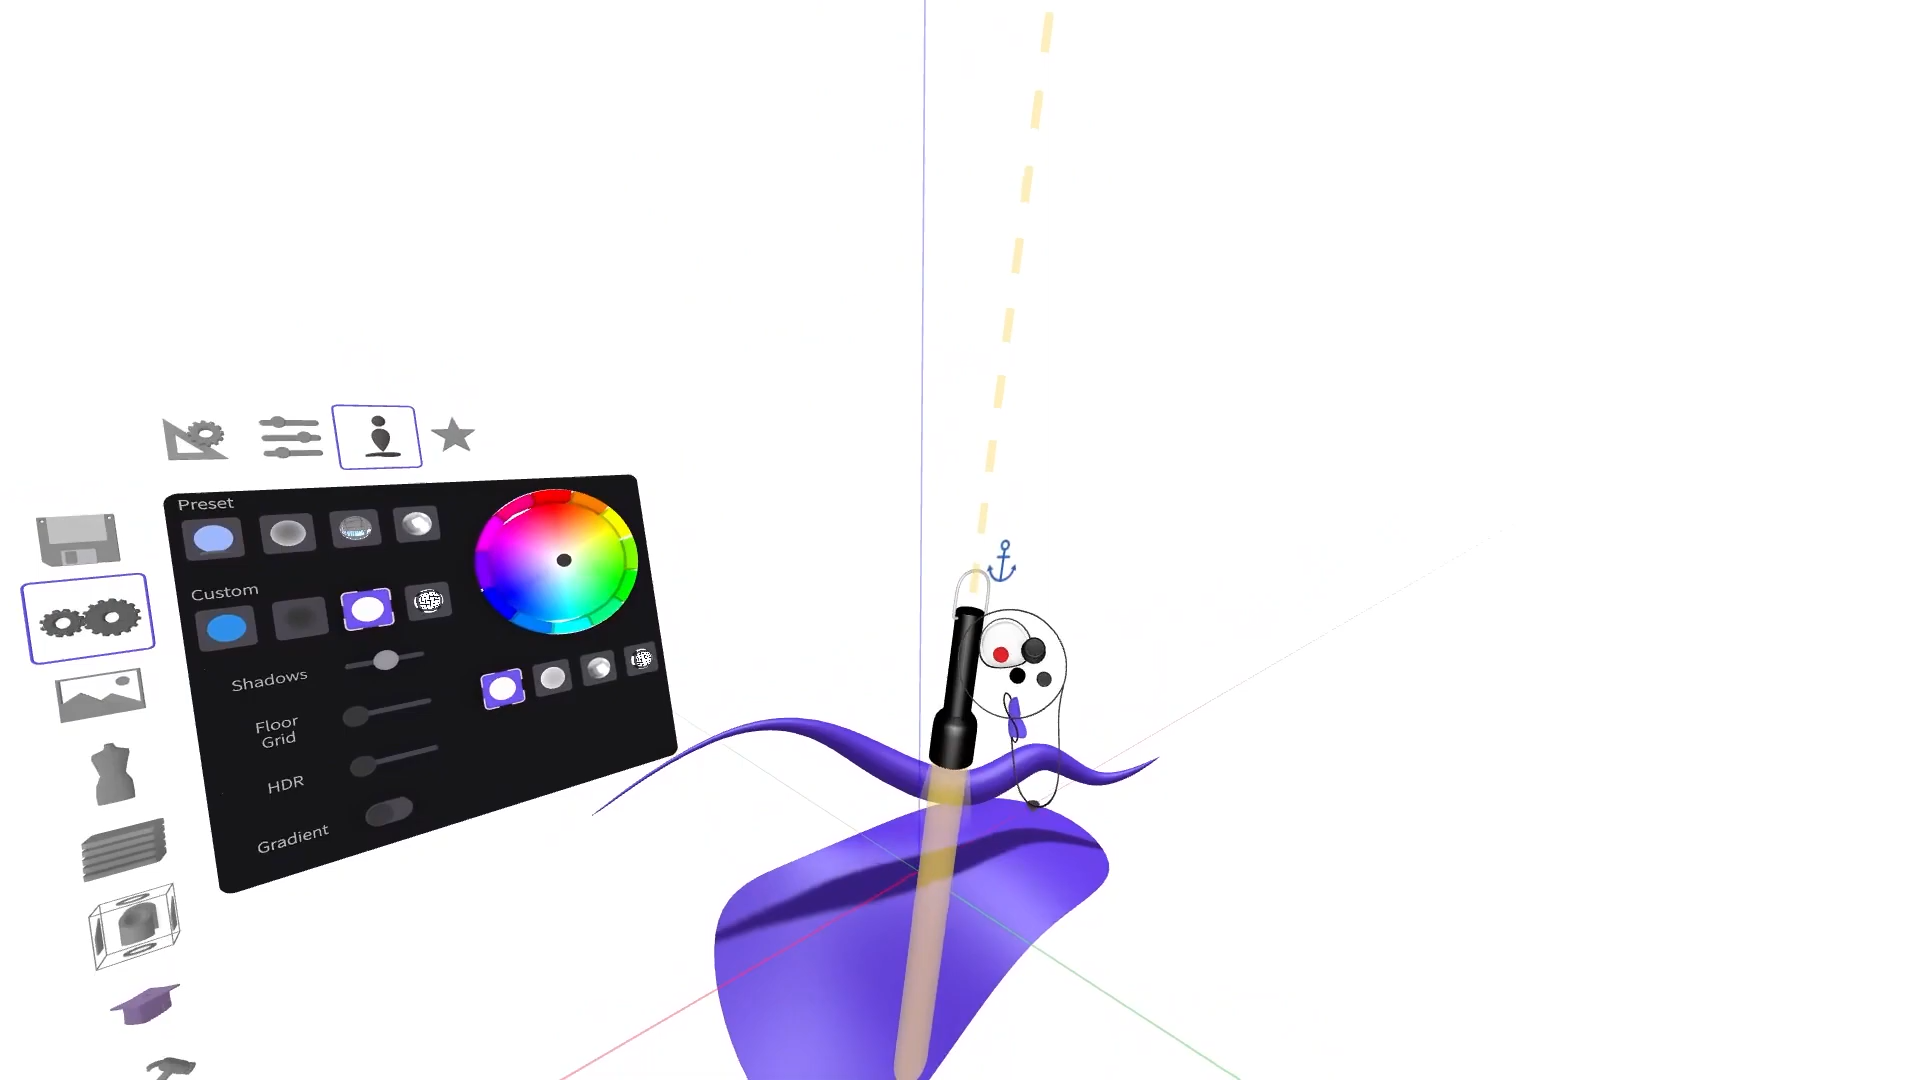 Preset
Custom
Shadows
Floor
Grid
HDR
Gradient